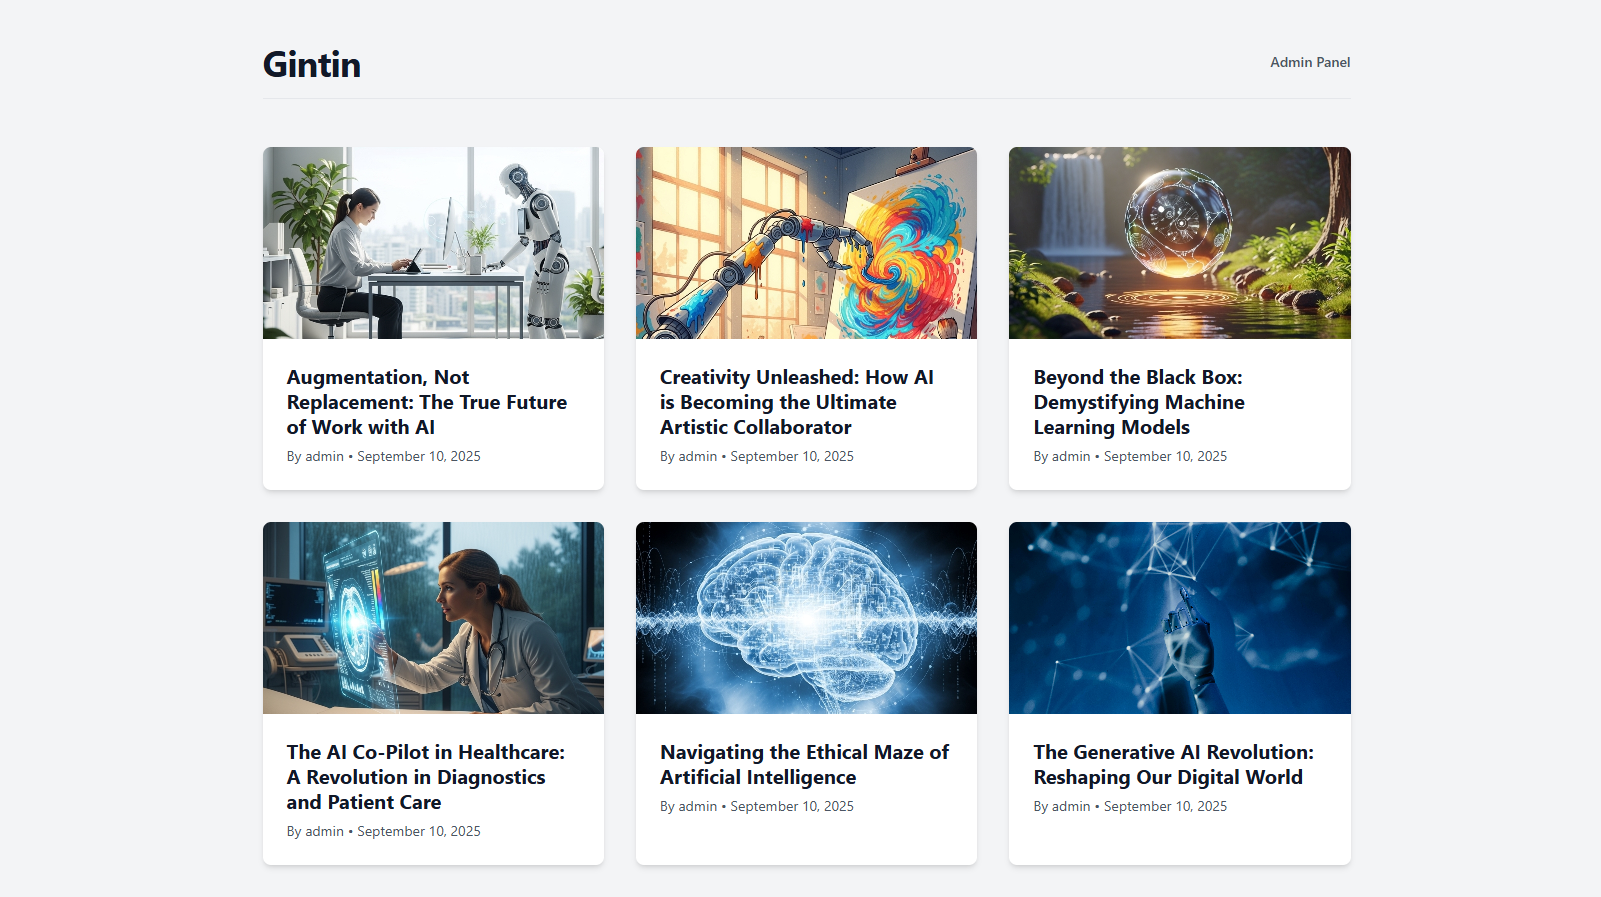 Gintin
Admin Panel
Augmentation, Not
Replacement: The True Future
of Work with AI
By admin • September 10, 2025
Creativity Unleashed: How AI
is Becoming the Ultimate
Artistic Collaborator
By admin • September 10, 2025
Beyond the Black Box:
Demystifying Machine
Learning Models
By admin • September 10, 2025
The AI Co-Pilot in Healthcare:
A Revolution in Diagnostics
and Patient Care
By admin • September 10, 2025
Navigating the Ethical Maze of
Artificial Intelligence
By admin • September 10, 2025
The Generative AI Revolution:
Reshaping Our Digital World
By admin • September 10, 2025